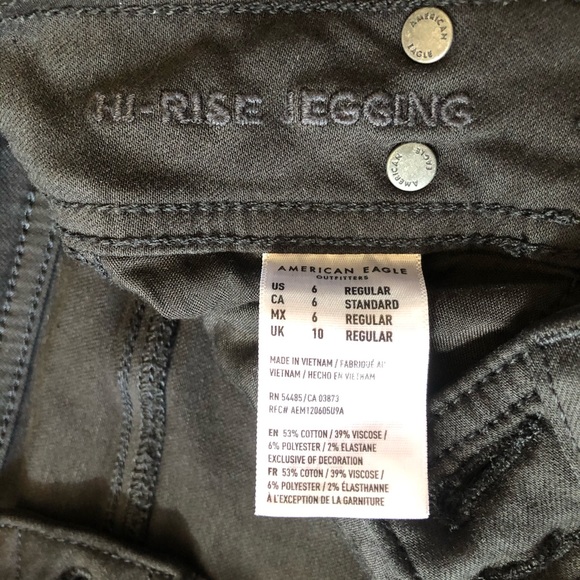 AMERICAN
EAGLE
HI-RISE JEGGING
AMERICAN
EAGLE
AMERICAN EAGLE
OUTFITTERS
US 6 REGULAR
CA 6 STANDARD
MX 6 REGULAR
UK 10 REGULAR
MADE IN VIETNAM / FABRIQUÉ AU
VIETNAM / HECHO EN VIETNAM
RN 54485/CA 03873
RFC# AEM120605U9A
EN 53% COTTON / 39% VISCOSE /
6% POLYESTER / 2% ELASTANE
EXCLUSIVE OF DECORATION
FR 53% COTON / 39% VISCOSE /
6% POLYESTER / 2% ÉLASTHANNE
À L'EXCEPTION DE LA GARNITURE